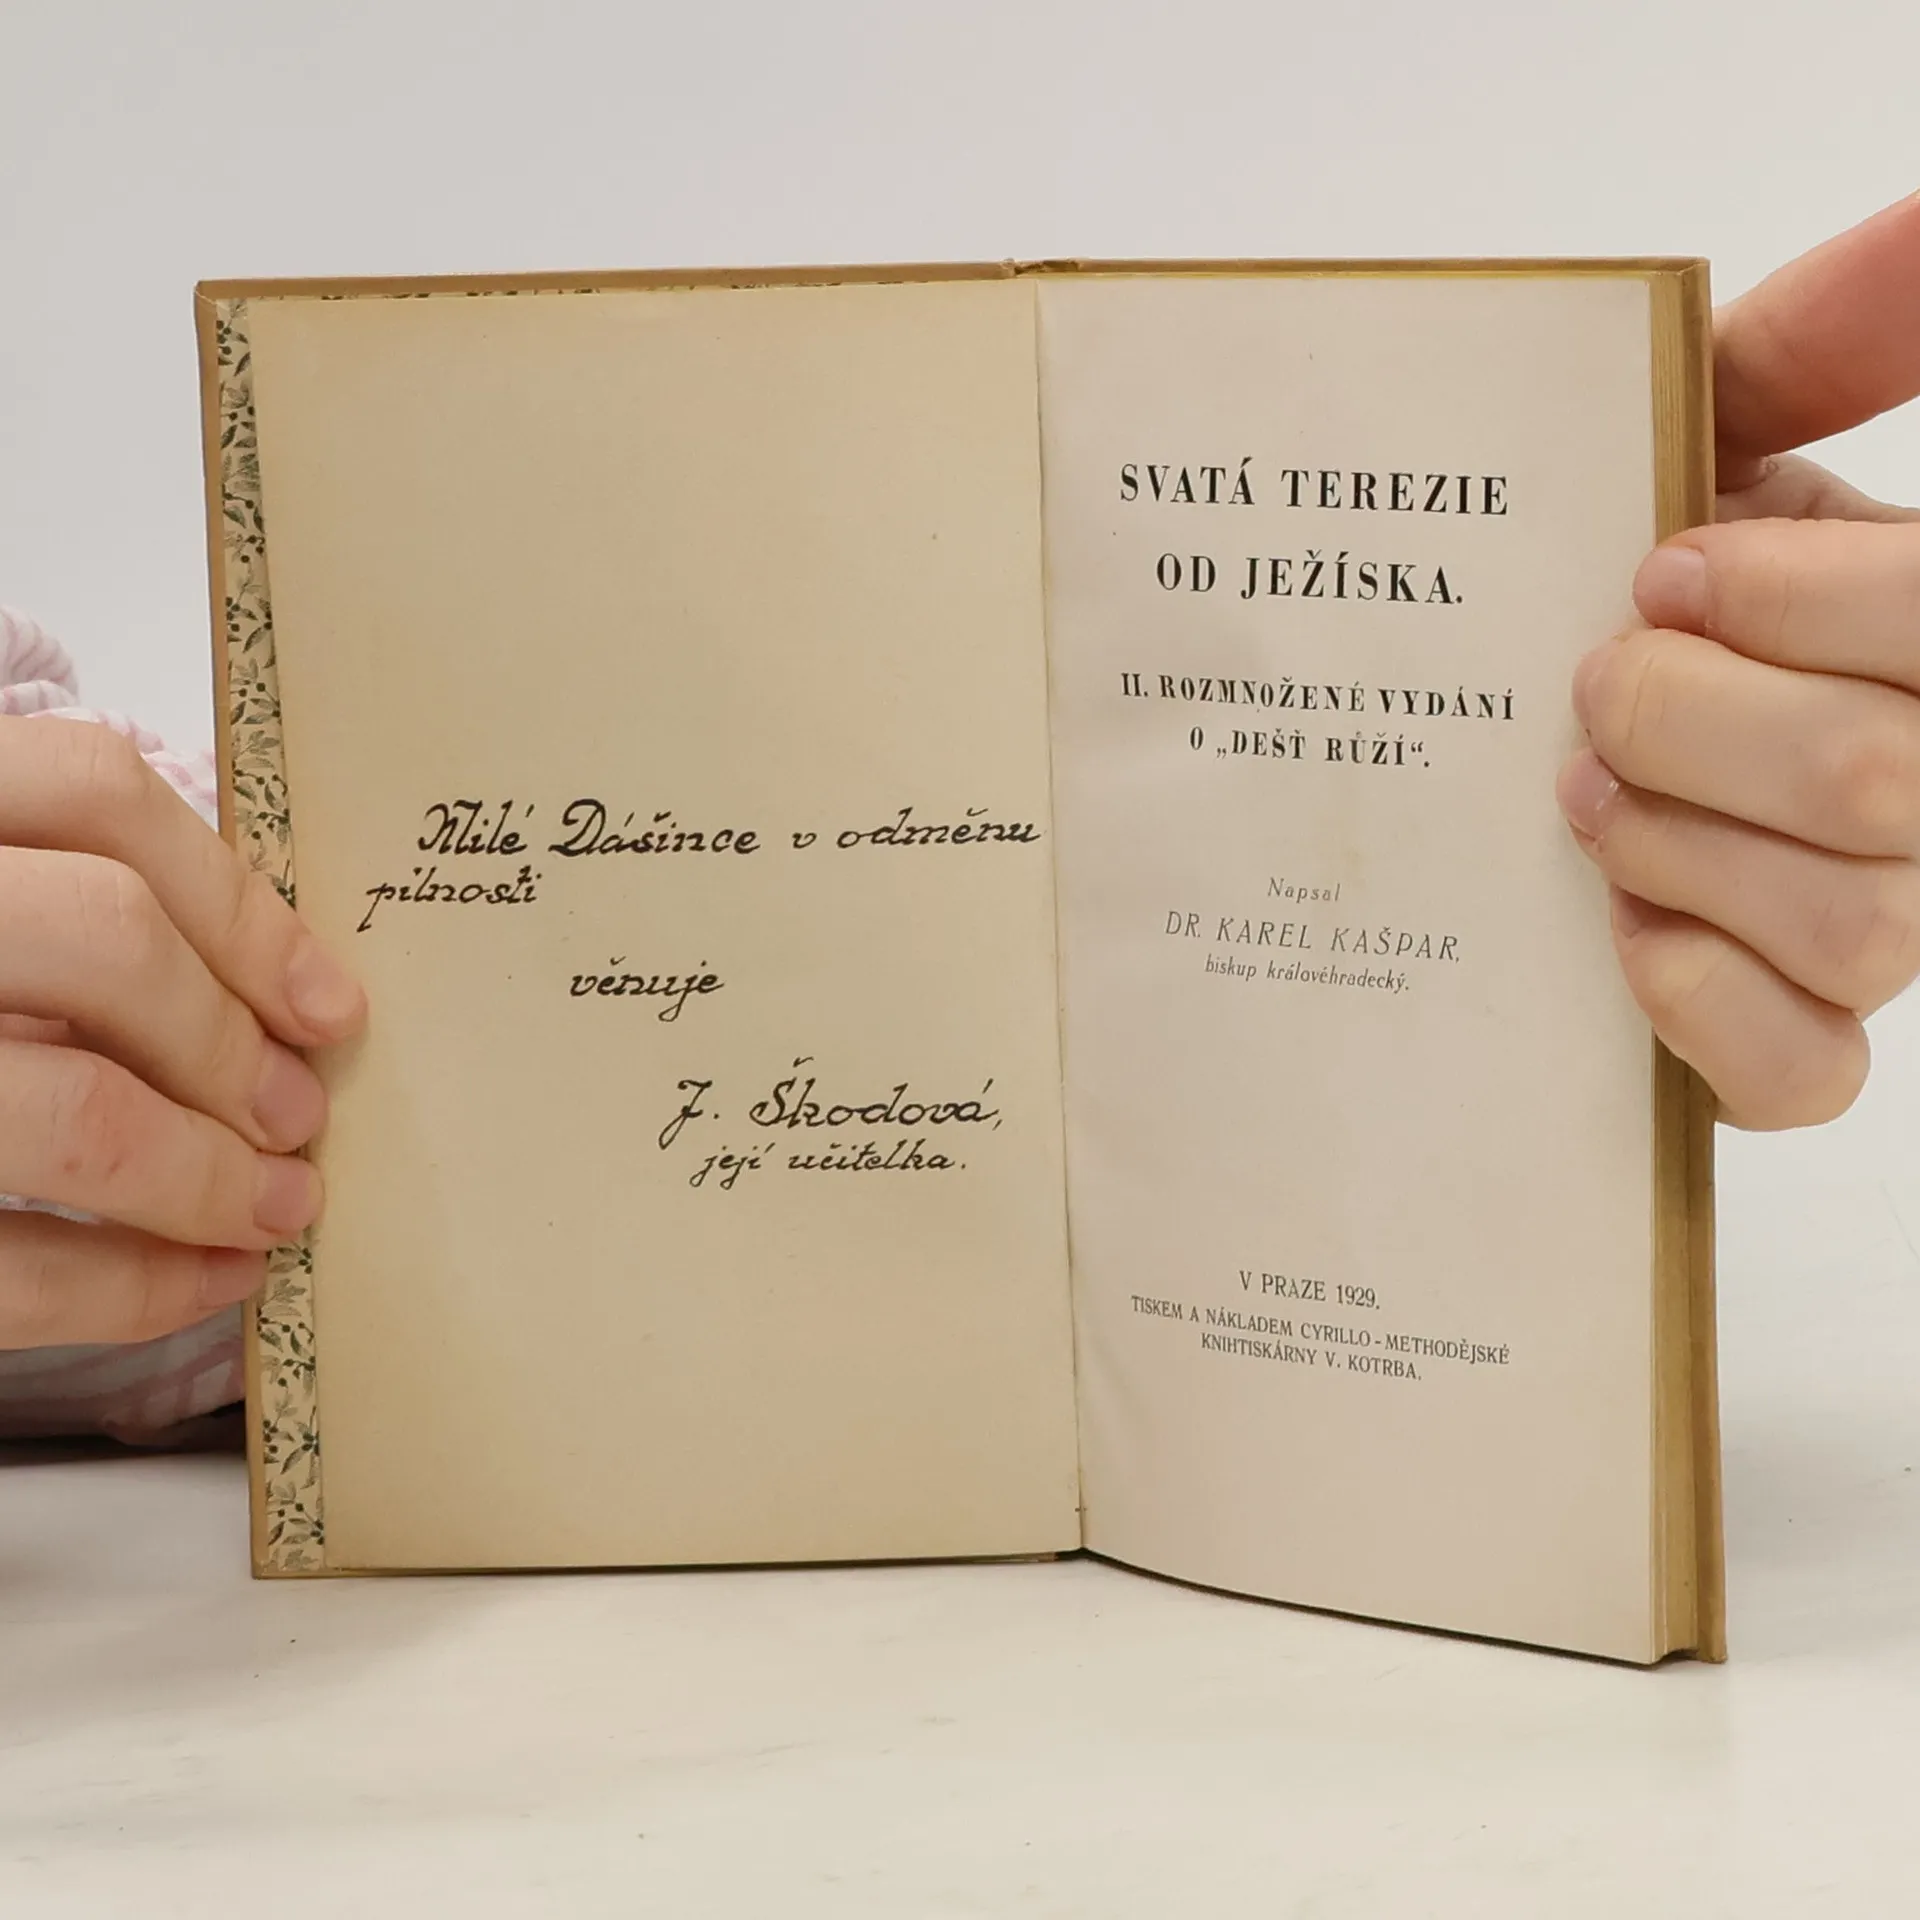 Milé Dášince v odměnu
pilnosti
věnuje
J. Škodová,
její učitelka.
SVATÁ TEREZIE
OD JEŽÍSKA.
II. ROZMNOŽENÉ VYDÁNÍ
O „DEŠŤ RŮŽÍ“.
Napsal
DR. KAREL KAŠPAR,
biskup královéhradecký.
V PRAZE 1929.
TISKEM A NÁKLADEM CYRILLO-METHODĚJSKÉ
KNIHTISKÁRNY V. KOTRBA.